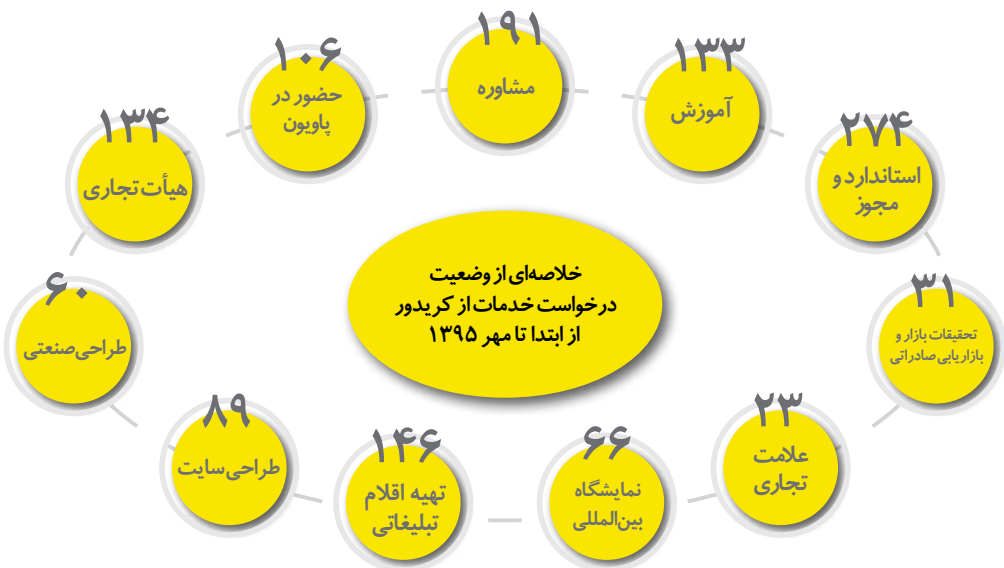 ۱۹۱
مشاوره
۱۳۳
آموزش
۲۷۴
استاندارد و
مجوز
۳۱
تحقیقات بازار و
بازاریابی صادراتی
۲۳
علامت
تجاری
۶۶
نمایشگاه
بین‌المللی
۱۴۶
تهیه اقلام
تبلیغاتی
۸۹
طراحی سایت
۶۰
طراحی صنعتی
۱۳۴
هیأت تجاری
۱۰۶
حضور در
پاویون
خلاصه‌ای از وضعیت
درخواست خدمات از کریدور
از ابتدا تا مهر ۱۳۹۵